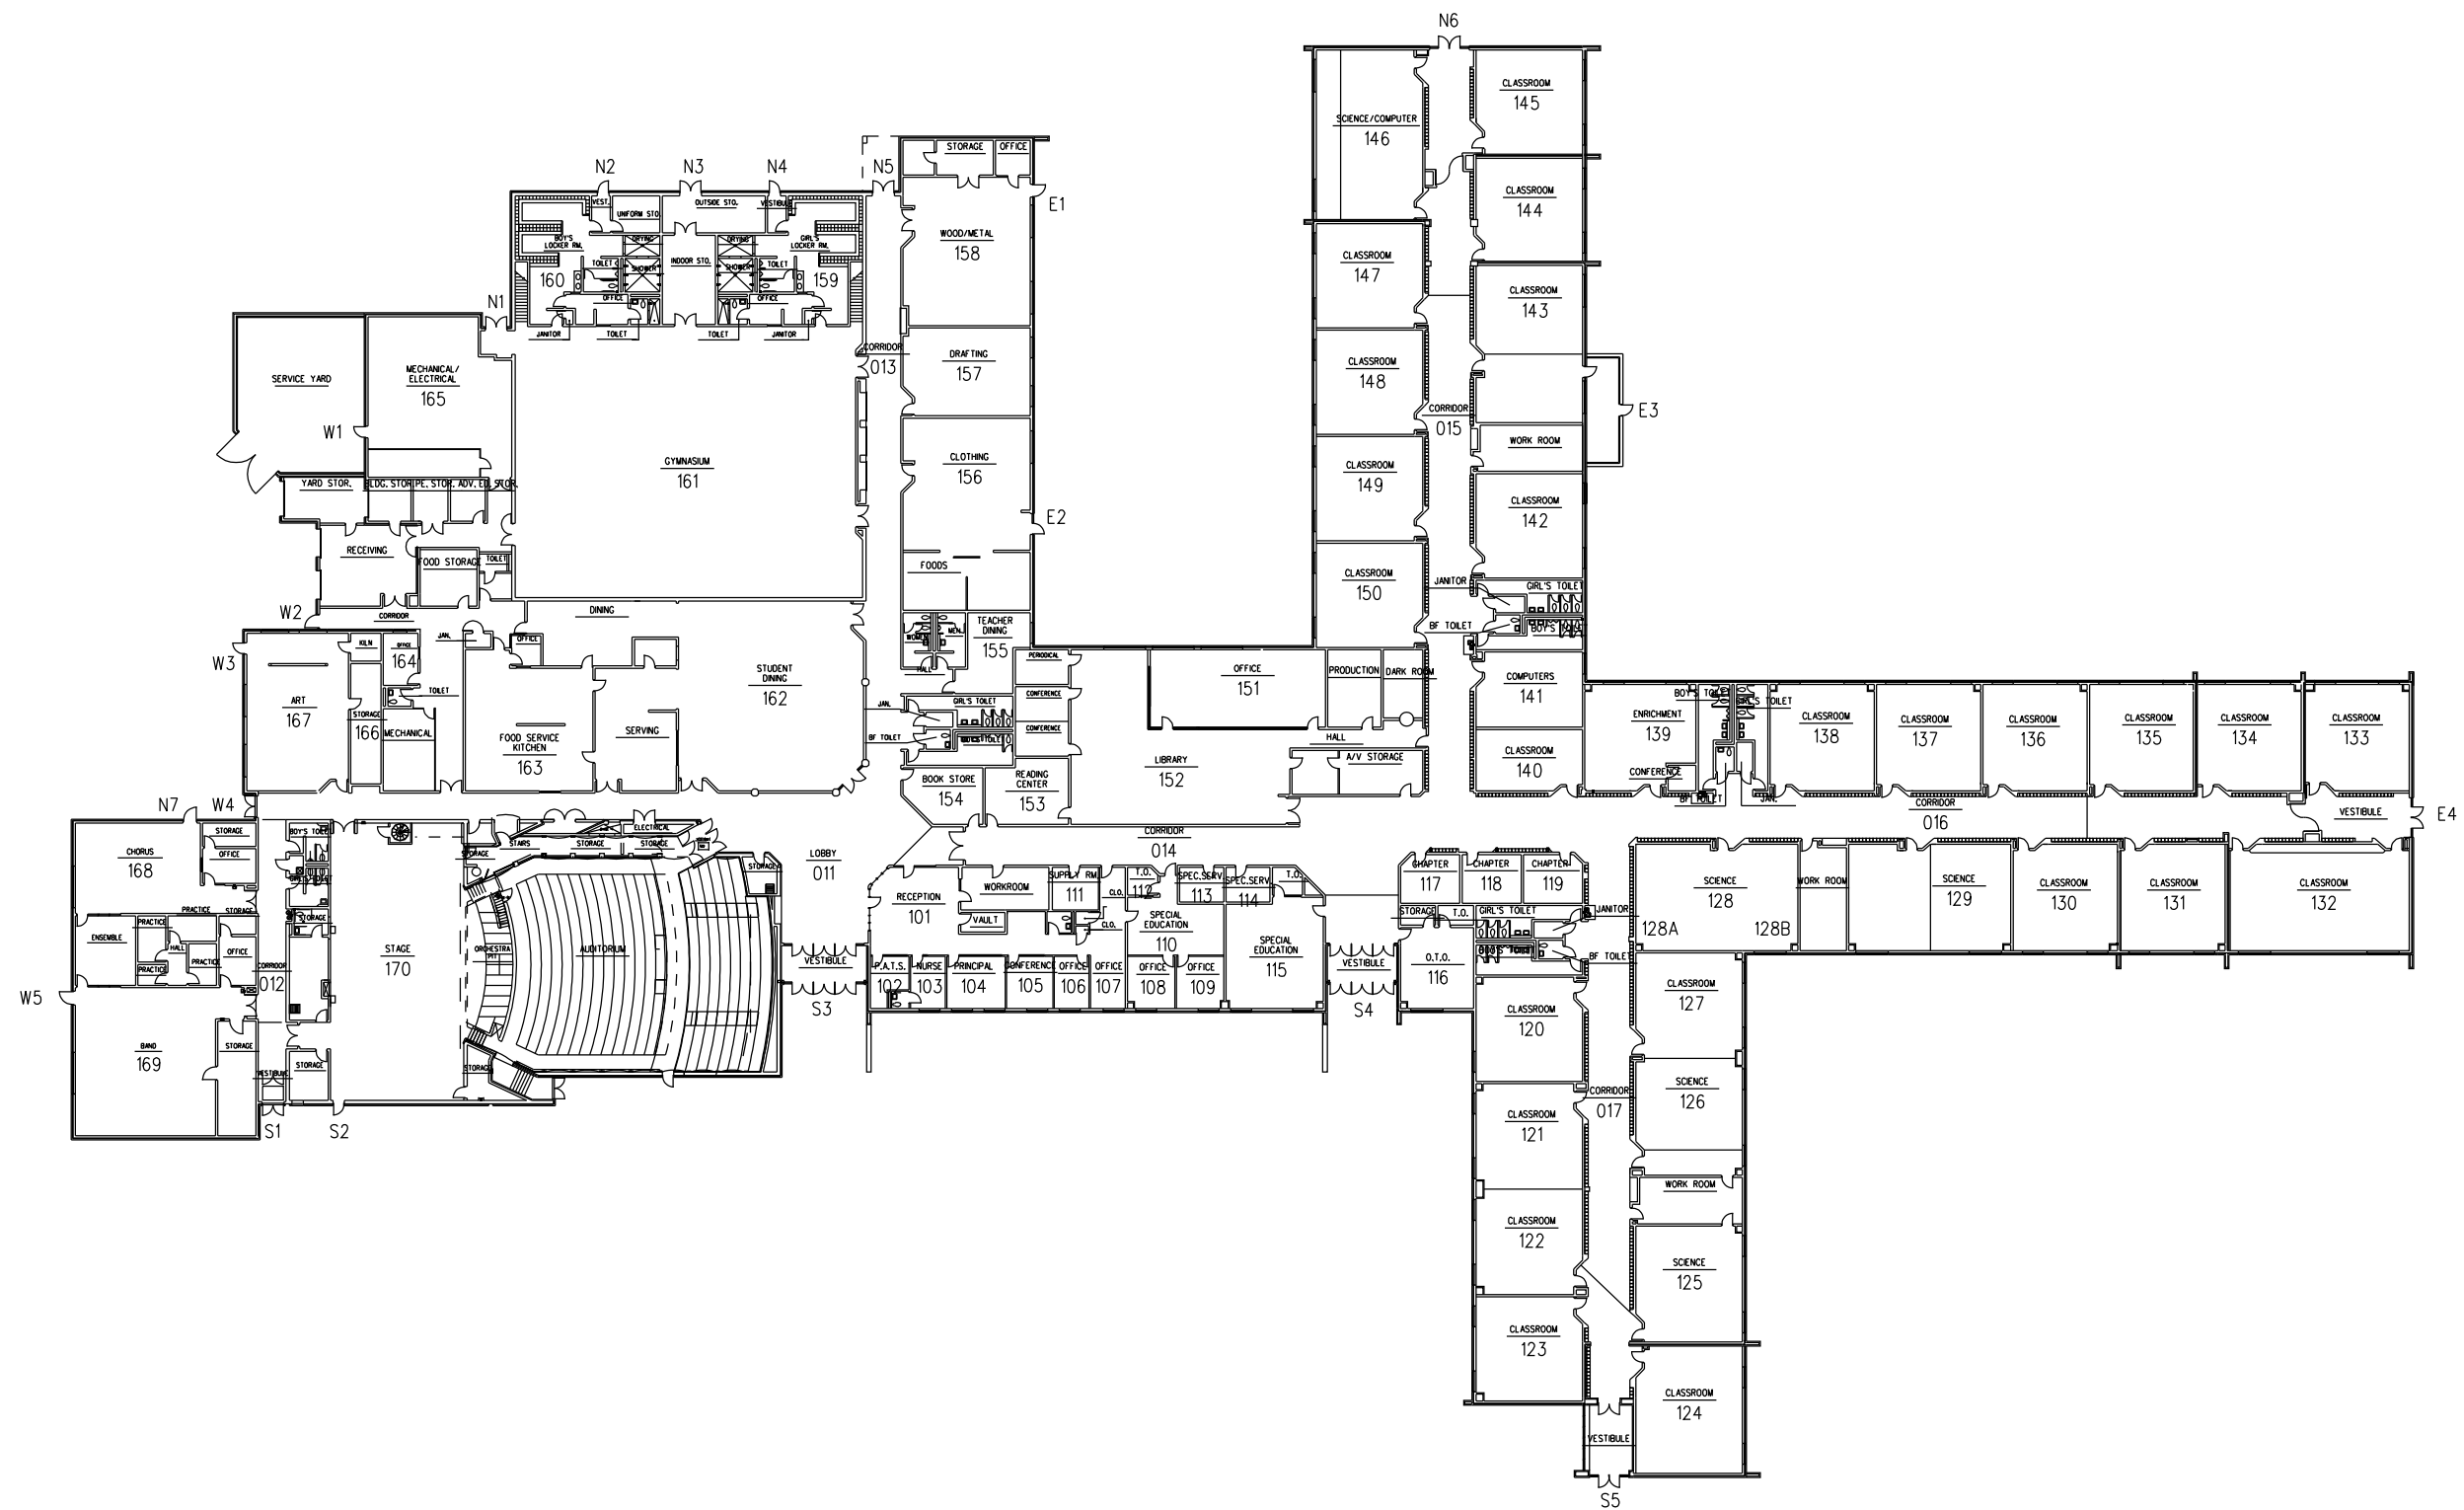 N6
CLASSROOM
145
SCIENCE/COMPUTER
146
STORAGE
OFFICE
N2
N3
N4
N5
CLASSROOM
144
E1
VEST.
UNIFORM STO.
OUTSIDE STO.
VESTIBULE
BOY'S
LOCKER RM.
160
DRYING
DRYING
GIRL'S
LOCKER RM.
159
TOILET
SHOWER
INDOOR STO.
SHOWER
TOILET
OFFICE
OFFICE
WOOD/METAL
158
CLASSROOM
147
CLASSROOM
143
N1
JANITOR
TOILET
TOILET
JANITOR
CORRIDOR
013
DRAFTING
157
CLASSROOM
148
SERVICE YARD
MECHANICAL/
ELECTRICAL
165
W1
CORRIDOR
015
E3
WORK ROOM
GYMNASIUM
161
CLOTHING
156
CLASSROOM
149
YARD STOR.
BLDG. STOR.
PE. STOR.
ADV. ED. STOR.
CLASSROOM
142
E2
RECEIVING
FOOD STORAGE
TOILET
FOODS
CLASSROOM
150
JANITOR
GIRL'S TOILET
BF TOILET
BOY'S TOILET
W2
CORRIDOR
DINING
JAN.
OFFICE
WOMEN
MEN
TEACHER
DINING
155
HALL
W3
KILN
OFFICE
164
TOILET
ART
167
STORAGE
166
MECHANICAL
FOOD SERVICE
KITCHEN
163
SERVING
STUDENT
DINING
162
PERIODICAL
CONFERENCE
CONFERENCE
OFFICE
151
PRODUCTION
DARK ROOM
COMPUTERS
141
JAN.
GIRL'S TOILET
BF TOILET
BOY'S TOILET
HALL
A/V STORAGE
LIBRARY
152
BOOK STORE
154
READING
CENTER
153
CLASSROOM
140
ENRICHMENT
139
CONFERENCE
BOY'S TOILET
GIRL'S TOILET
BF TOILET
JAN.
CLASSROOM
138
CLASSROOM
137
CLASSROOM
136
CLASSROOM
135
CLASSROOM
134
CLASSROOM
133
CORRIDOR
016
VESTIBULE
E4
N7
W4
CHORUS
168
STORAGE
OFFICE
BOY'S TOILET
GIRL'S TOILET
STORAGE
STORAGE
STAIRS
STORAGE
STORAGE
ELECTRICAL
STORAGE
LOBBY
011
CORRIDOR
014
PRACTICE
STORAGE
ENSEMBLE
PRACTICE
HALL
PRACTICE
PRACTICE
OFFICE
CORRIDOR
012
STAGE
170
ORCHESTRA
PIT
AUDITORIUM
W5
BAND
169
STORAGE
VESTIBULE
STORAGE
STORAGE
S1
S2
VESTIBULE
S3
RECEPTION
101
WORKROOM
VAULT
SUPPLY RM.
111
CLO.
CLO.
T.O.
112
SPEC.SERV.
113
SPEC.SERV.
114
T.O.
SPECIAL
EDUCATION
110
SPECIAL
EDUCATION
115
P.A.T.S.
102
NURSE
103
PRINCIPAL
104
CONFERENCE
105
OFFICE
106
OFFICE
107
OFFICE
108
OFFICE
109
VESTIBULE
S4
CHAPTER
117
CHAPTER
118
CHAPTER
119
STORAGE
T.O.
GIRL'S TOILET
JANITOR
BOY'S TOILET
BF TOILET
O.T.O.
116
SCIENCE
128
128A
128B
WORK ROOM
SCIENCE
129
CLASSROOM
130
CLASSROOM
131
CLASSROOM
132
CLASSROOM
127
CLASSROOM
120
SCIENCE
126
CORRIDOR
017
CLASSROOM
121
WORK ROOM
CLASSROOM
122
SCIENCE
125
CLASSROOM
123
CLASSROOM
124
VESTIBULE
S5